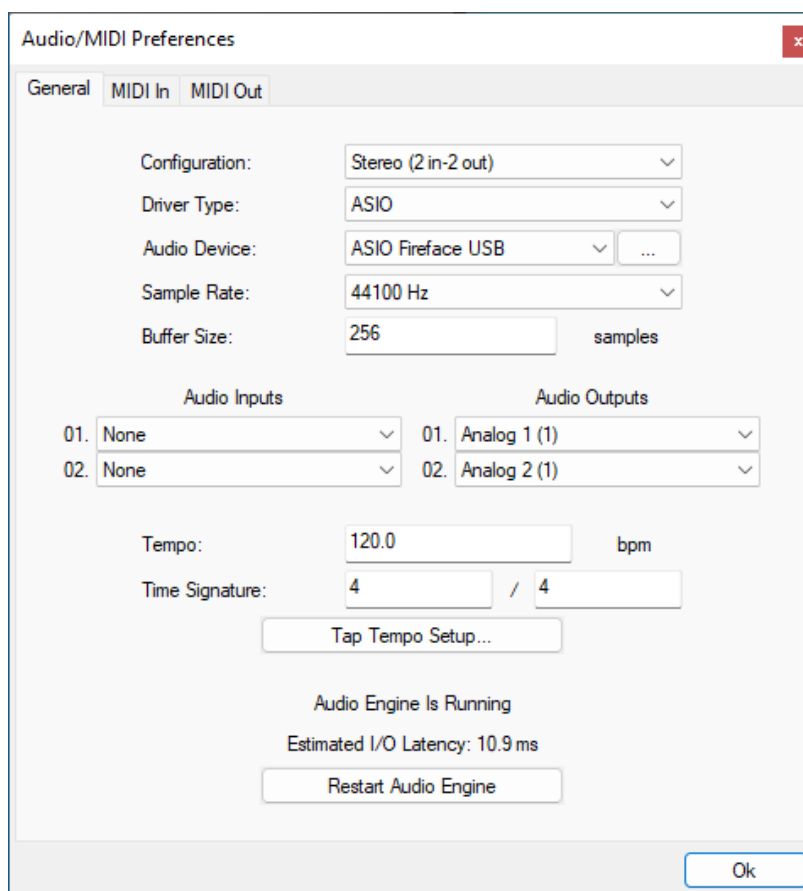 Audio/MIDI Preferences
x
General MIDI In MIDI Out
Configuration: Stereo (2 in-2 out)
Driver Type: ASIO
Audio Device: ASIO Fireface USB ...
Sample Rate: 44100 Hz
Buffer Size: 256 samples
Audio Inputs Audio Outputs
01. None 01. Analog 1 (1)
02. None 02. Analog 2 (1)
Tempo: 120.0 bpm
Time Signature: 4 / 4
Tap Tempo Setup...
Audio Engine Is Running
Estimated I/O Latency: 10.9 ms
Restart Audio Engine
Ok